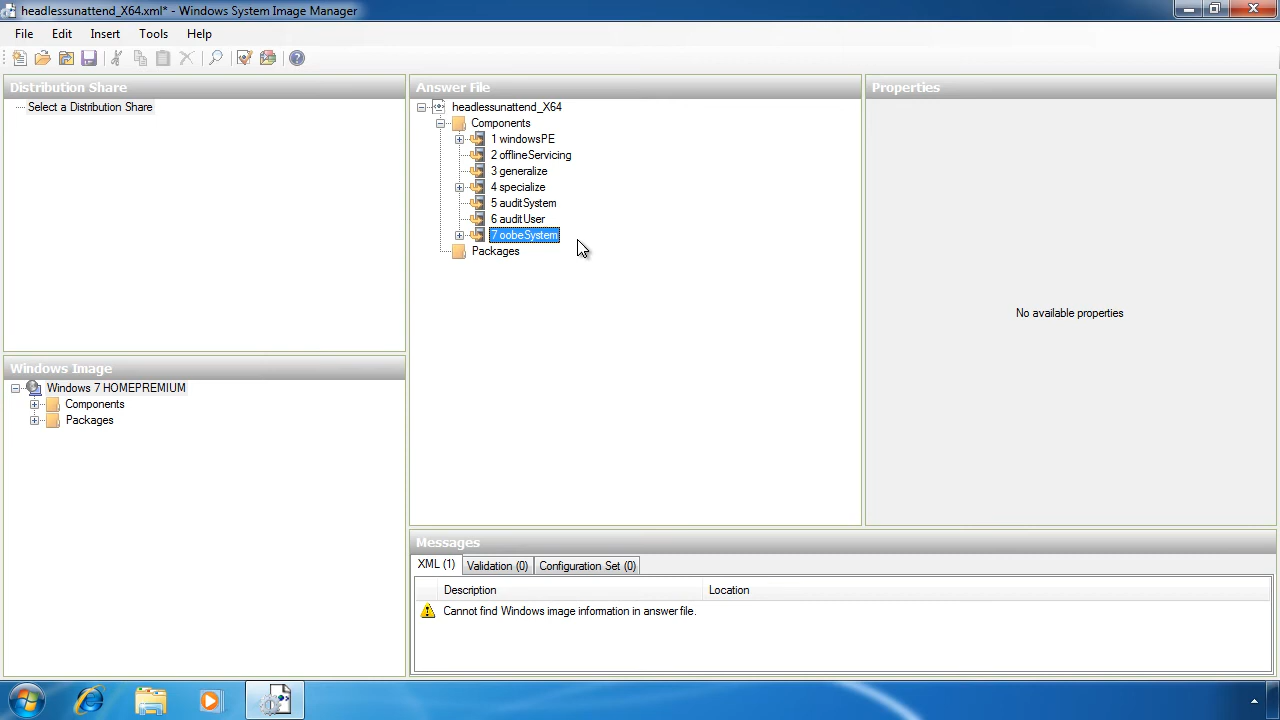 headlessunattend_X64.xml* - Windows System Image Manager
File Edit Insert Tools Help
Distribution Share
Select a Distribution Share
Answer File
headlessunattend_X64
Components
1 windowsPE
2 offlineServicing
3 generalize
4 specialize
5 auditSystem
6 auditUser
7 oobeSystem
Packages
Properties
No available properties
Windows Image
Windows 7 HOMEPREMIUM
Components
Packages
Messages
XML (1) Validation (0) Configuration Set (0)
Description Location
Cannot find Windows image information in answer file.